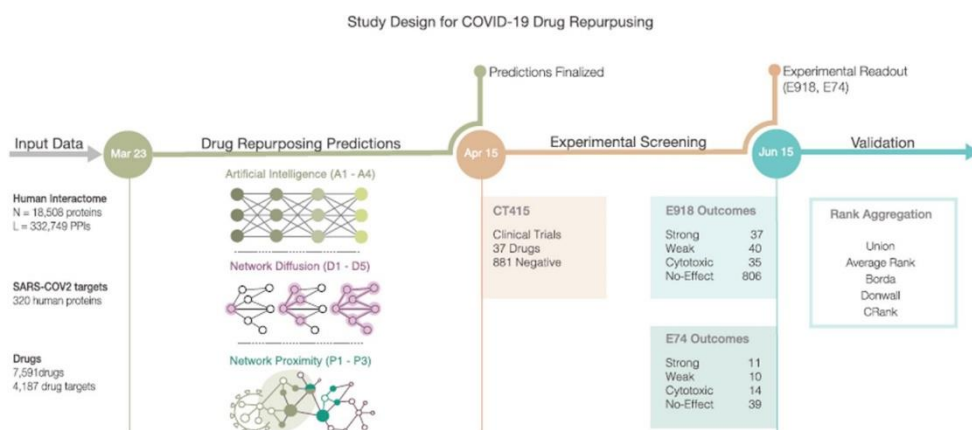 Study Design for COVID-19 Drug Repurpusing
Predictions Finalized
Experimental Readout
(E918, E74)
Input Data
Mar 23
Drug Repurposing Predictions
Apr 15
Experimental Screening
Jun 15
Validation
Human Interactome
N = 18,508 proteins
L = 332,749 PPIs
SARS-COV2 targets
320 human proteins
Drugs
7,591drugs
4,187 drug targets
Artificial Intelligence (A1 - A4)
Network Diffusion (D1 - D5)
Network Proximity (P1 - P3)
CT415
Clinical Trials
37 Drugs
881 Negative
E918 Outcomes
Strong 37
Weak 40
Cytotoxic 35
No-Effect 806
E74 Outcomes
Strong 11
Weak 10
Cytotoxic 14
No-Effect 39
Rank Aggregation
Union
Average Rank
Borda
Donwall
CRank